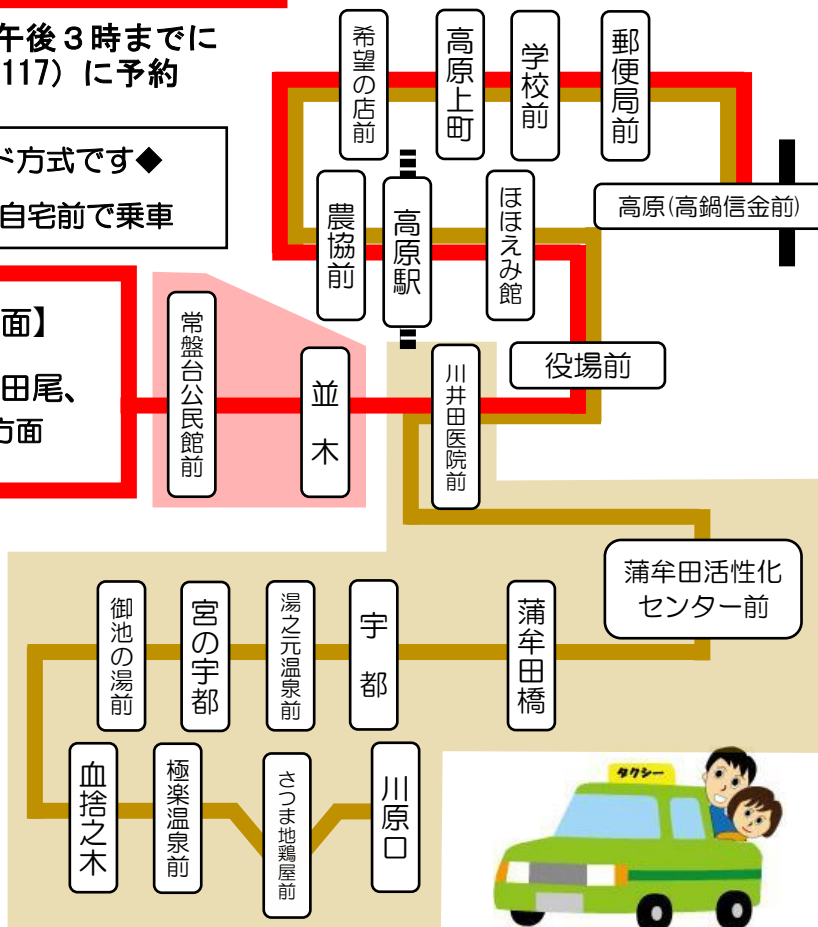 午後３時までに
117）に予約
ド方式です◆
自宅前で乗車
面】
田尾、
方面
希望の店前
高原上町
学校前
郵便局前
高原(高鍋信金前)
農協前
高原駅
ほほえみ館
役場前
常盤台公民館前
並木
川井田医院前
蒲牟田活性化
センター前
御池の湯前
宮の宇都
湯之元温泉前
宇都
蒲牟田橋
血捨之木
極楽温泉前
さつま地鶏屋前
川原口
タクシー